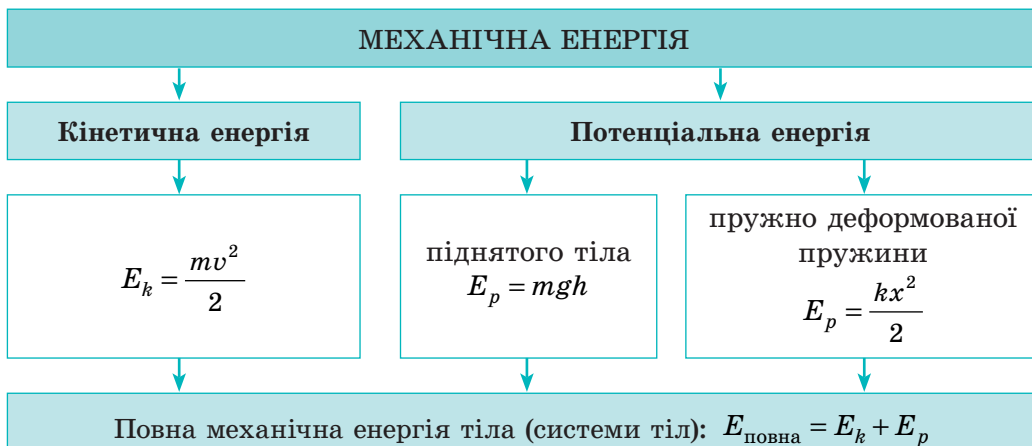 МЕХАНІЧНА ЕНЕРГІЯ
Кінетична енергія
Потенціальна енергія
E_k = mv^2/2
піднятого тіла
E_p = mgh
пружно деформованої
пружини
E_p = kx^2/2
Повна механічна енергія тіла (системи тіл): E_повна = E_k + E_p